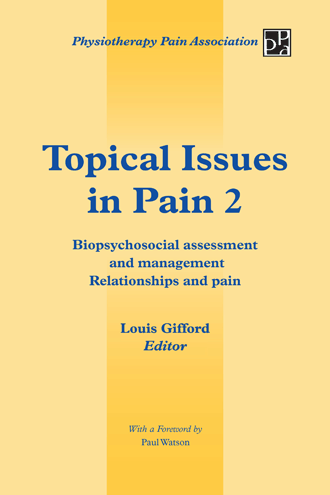 Physiotherapy Pain Association
PPA
Topical Issues
in Pain 2
Biopsychosocial assessment
and management
Relationships and pain
Louis Gifford
Editor
With a Foreword by
Paul Watson